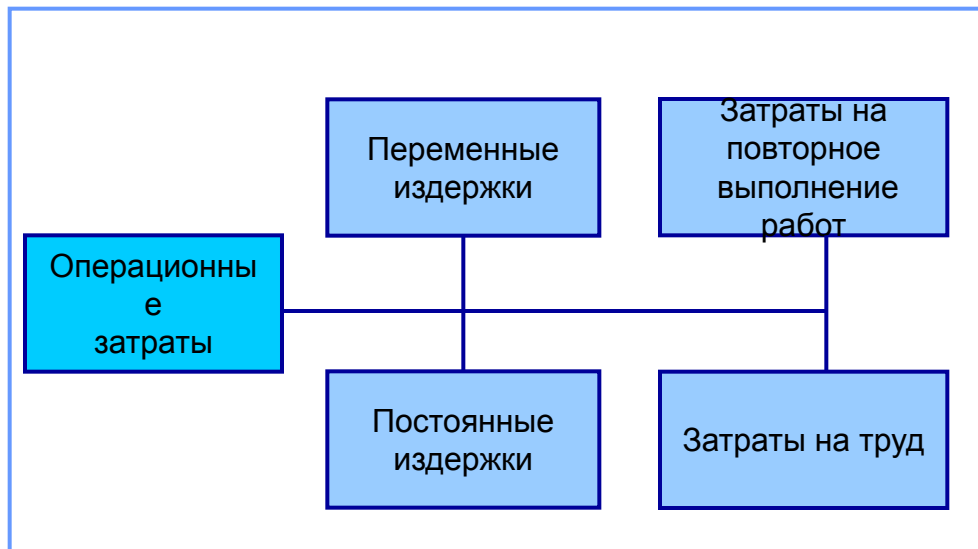 Переменные
издержки
Затраты на
повторное
выполнение
работ
Операционны
е
затраты
Постоянные
издержки
Затраты на труд